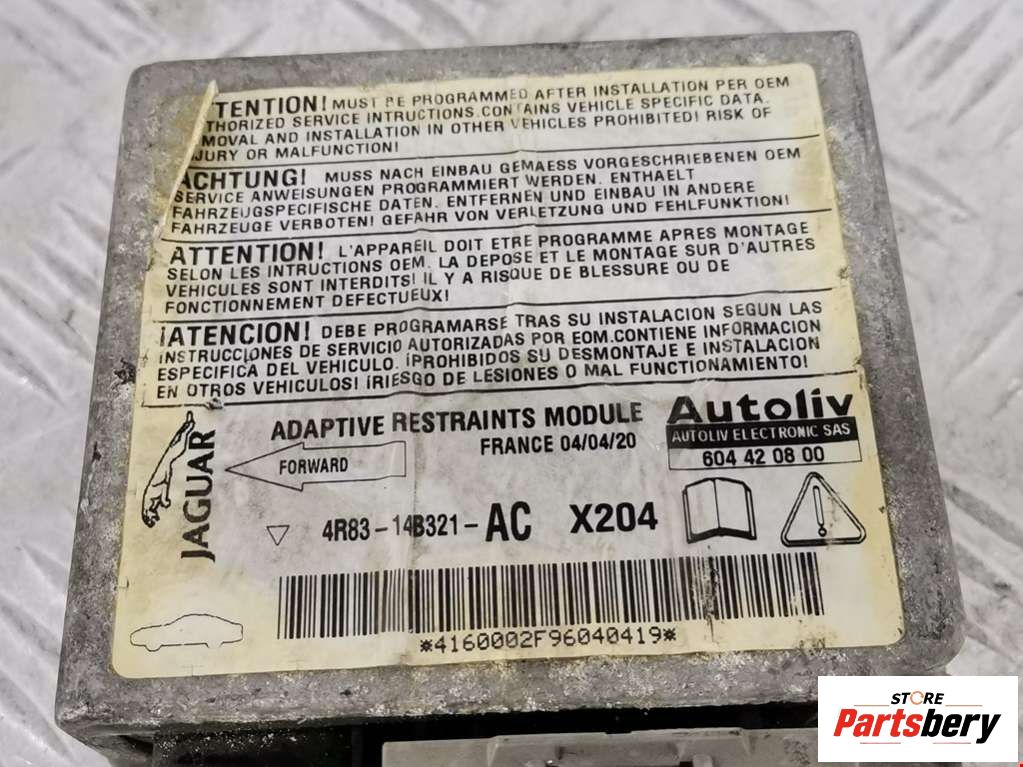 ATTENTION! MUST BE PROGRAMMED AFTER INSTALLATION PER OEM
THORIZED SERVICE INTRUCTIONS.CONTAINS VEHICLE SPECIFIC DATA.
MOVAL AND INSTALLATION IN OTHER VEHICLES PROHIBITED! RISK OF
JURY OR MALFUNCTION!
ACHTUNG! MUSS NACH EINBAU GEMAESS VORGESCHRIEBENEN OEM
SERVICE ANWEISUNGEN PROGRAMMIERT WERDEN. ENTHAELT
FAHRZEUGSPEZIFISCHE DATEN. ENTFERNEN UND EINBAU IN ANDERE
FAHRZEUGE VERBOTEN! GEFAHR VON VERLETZUNG UND FEHLFUNKTION!
ATTENTION! L'APPAREIL DOIT ETRE PROGRAMME APRES MONTAGE
SELON LES INTRUCTIONS OEM. LA DEPOSE ET LE MONTAGE SUR D'AUTRES
VEHICULES SONT INTERDITS! IL Y A RISQUE DE BLESSURE OU DE
FONCTIONNEMENT DEFECTUEUX!
¡ATENCION! DEBE PROGRAMARSE TRAS SU INSTALACION SEGUN LAS
INSTRUCCIONES DE SERVICIO AUTORIZADAS POR EOM.CONTIENE INFORMACION
ESPECIFICA DEL VEHICULO. ¡PROHIBIDOS SU DESMONTAJE E INSTALACION
EN OTROS VEHICULOS! ¡RIESGO DE LESIONES O MAL FUNCIONAMIENTO!
JAGUAR
ADAPTIVE RESTRAINTS MODULE
FRANCE 04/04/20
Autoliv
AUTOLIV ELECTRONIC SAS
604 42 08 00
FORWARD
4R83-14B321-AC X204
*4160002F96040419*
STORE
Partsbery